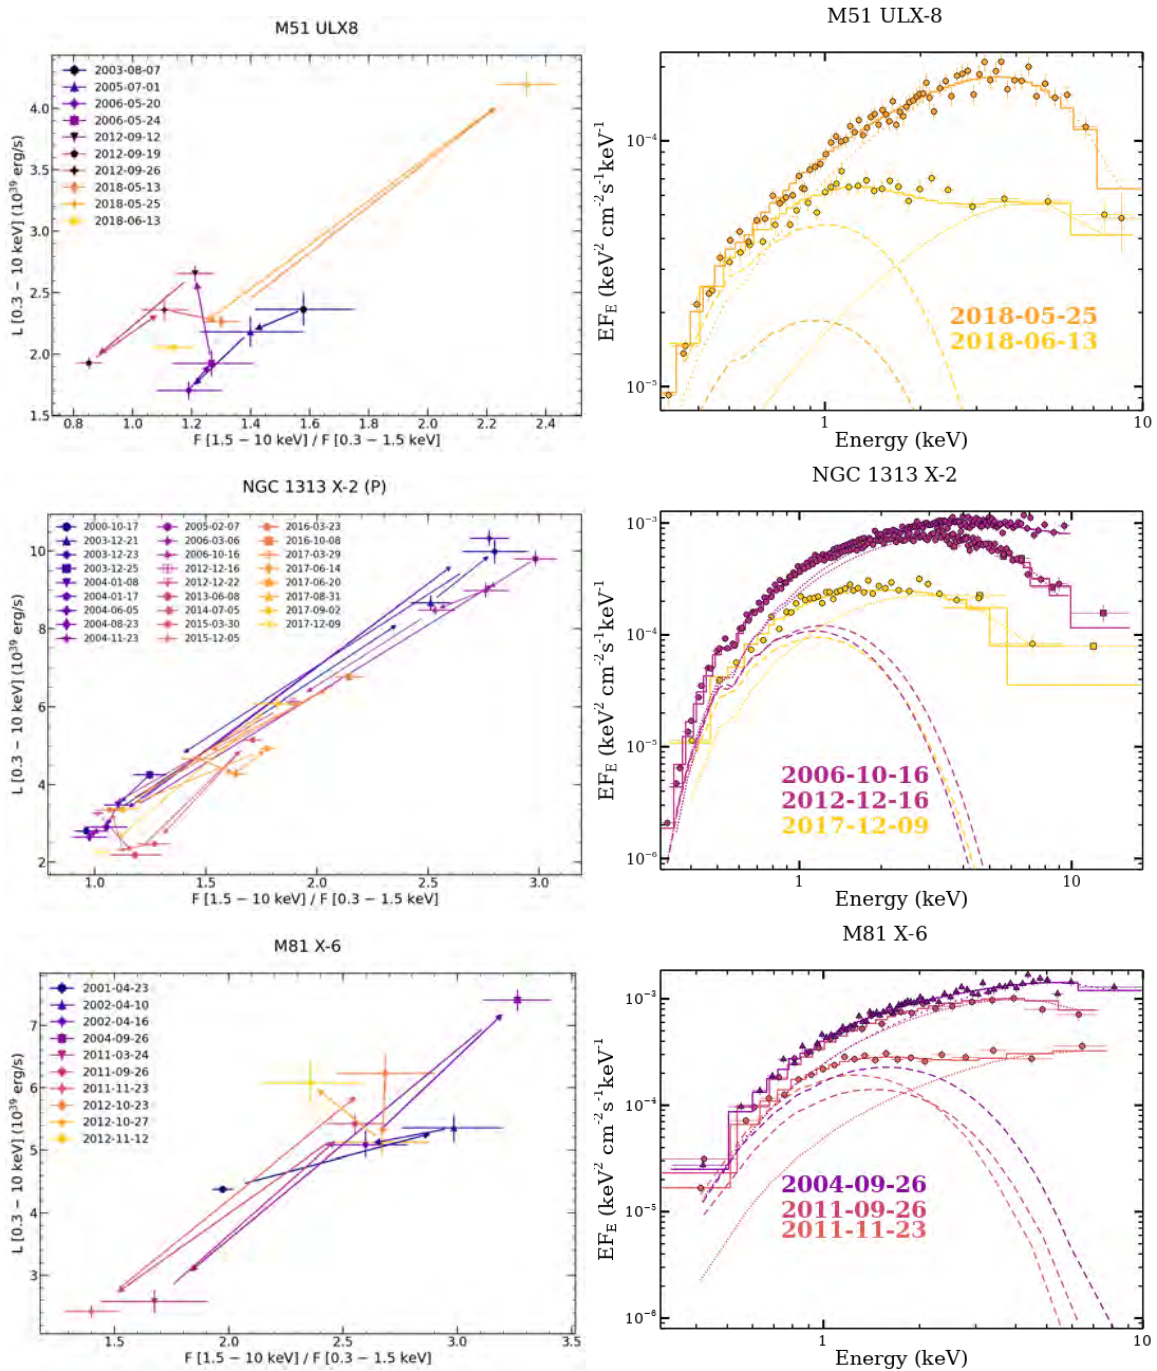 M51 ULX8
2003-08-07
2005-07-01
2006-05-20
2006-05-24
2012-09-12
2012-09-19
2012-09-26
2018-05-13
2018-05-25
2018-06-13
L [0.3 − 10 keV] (10³⁹ erg/s)
4.0
3.5
3.0
2.5
2.0
1.5
0.8 1.0 1.2 1.4 1.6 1.8 2.0 2.2 2.4
F [1.5 − 10 keV] / F [0.3 − 1.5 keV]
M51 ULX-8
EF_E (keV² cm⁻²s⁻¹keV⁻¹
10⁻⁴
10⁻⁵
2018-05-25
2018-06-13
1 10
Energy (keV)
NGC 1313 X-2 (P)
2000-10-17 2005-02-07 2016-03-23
2003-12-21 2006-03-06 2016-10-08
2003-12-23 2006-10-16 2017-03-29
2003-12-25 2012-12-16 2017-06-14
2004-01-08 2012-12-22 2017-06-20
2004-01-17 2013-06-08 2017-08-31
2004-06-05 2014-07-05 2017-09-02
2004-08-23 2015-03-30 2017-12-09
2004-11-23 2015-12-05
L [0.3 − 10 keV] (10³⁹ erg/s)
10
8
6
4
2
1.0 1.5 2.0 2.5 3.0
F [1.5 − 10 keV] / F [0.3 − 1.5 keV]
NGC 1313 X-2
EF_E (keV² cm⁻²s⁻¹keV⁻¹
10⁻³
10⁻⁴
10⁻⁵
10⁻⁶
2006-10-16
2012-12-16
2017-12-09
1 10
Energy (keV)
M81 X-6
2001-04-23
2002-04-10
2002-04-16
2004-09-26
2011-03-24
2011-09-26
2011-11-23
2012-10-23
2012-10-27
2012-11-12
L [0.3 − 10 keV] (10³⁹ erg/s)
7
6
5
4
3
1.5 2.0 2.5 3.0 3.5
F [1.5 − 10 keV] / F [0.3 − 1.5 keV]
M81 X-6
EF_E (keV² cm⁻²s⁻¹keV⁻¹
10⁻³
10⁻⁴
10⁻⁵
10⁻⁶
2004-09-26
2011-09-26
2011-11-23
1 10
Energy (keV)